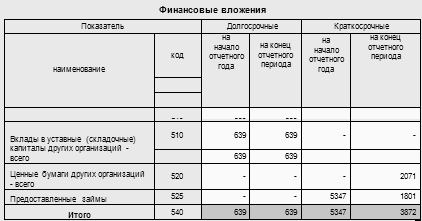 Финансовые вложения
Показатель Долгосрочные Краткосрочные
наименование код на начало отчетного года на конец отчетного периода на начало отчетного года на конец отчетного периода
Вклады в уставные (складочные) 510 639 639 - -
капиталы других организаций -
всего 639 639
Ценные бумаги других организаций 520 - - - 2071
- всего
Предоставленные займы 525 - - 5347 1801
Итого 540 639 639 5347 3872